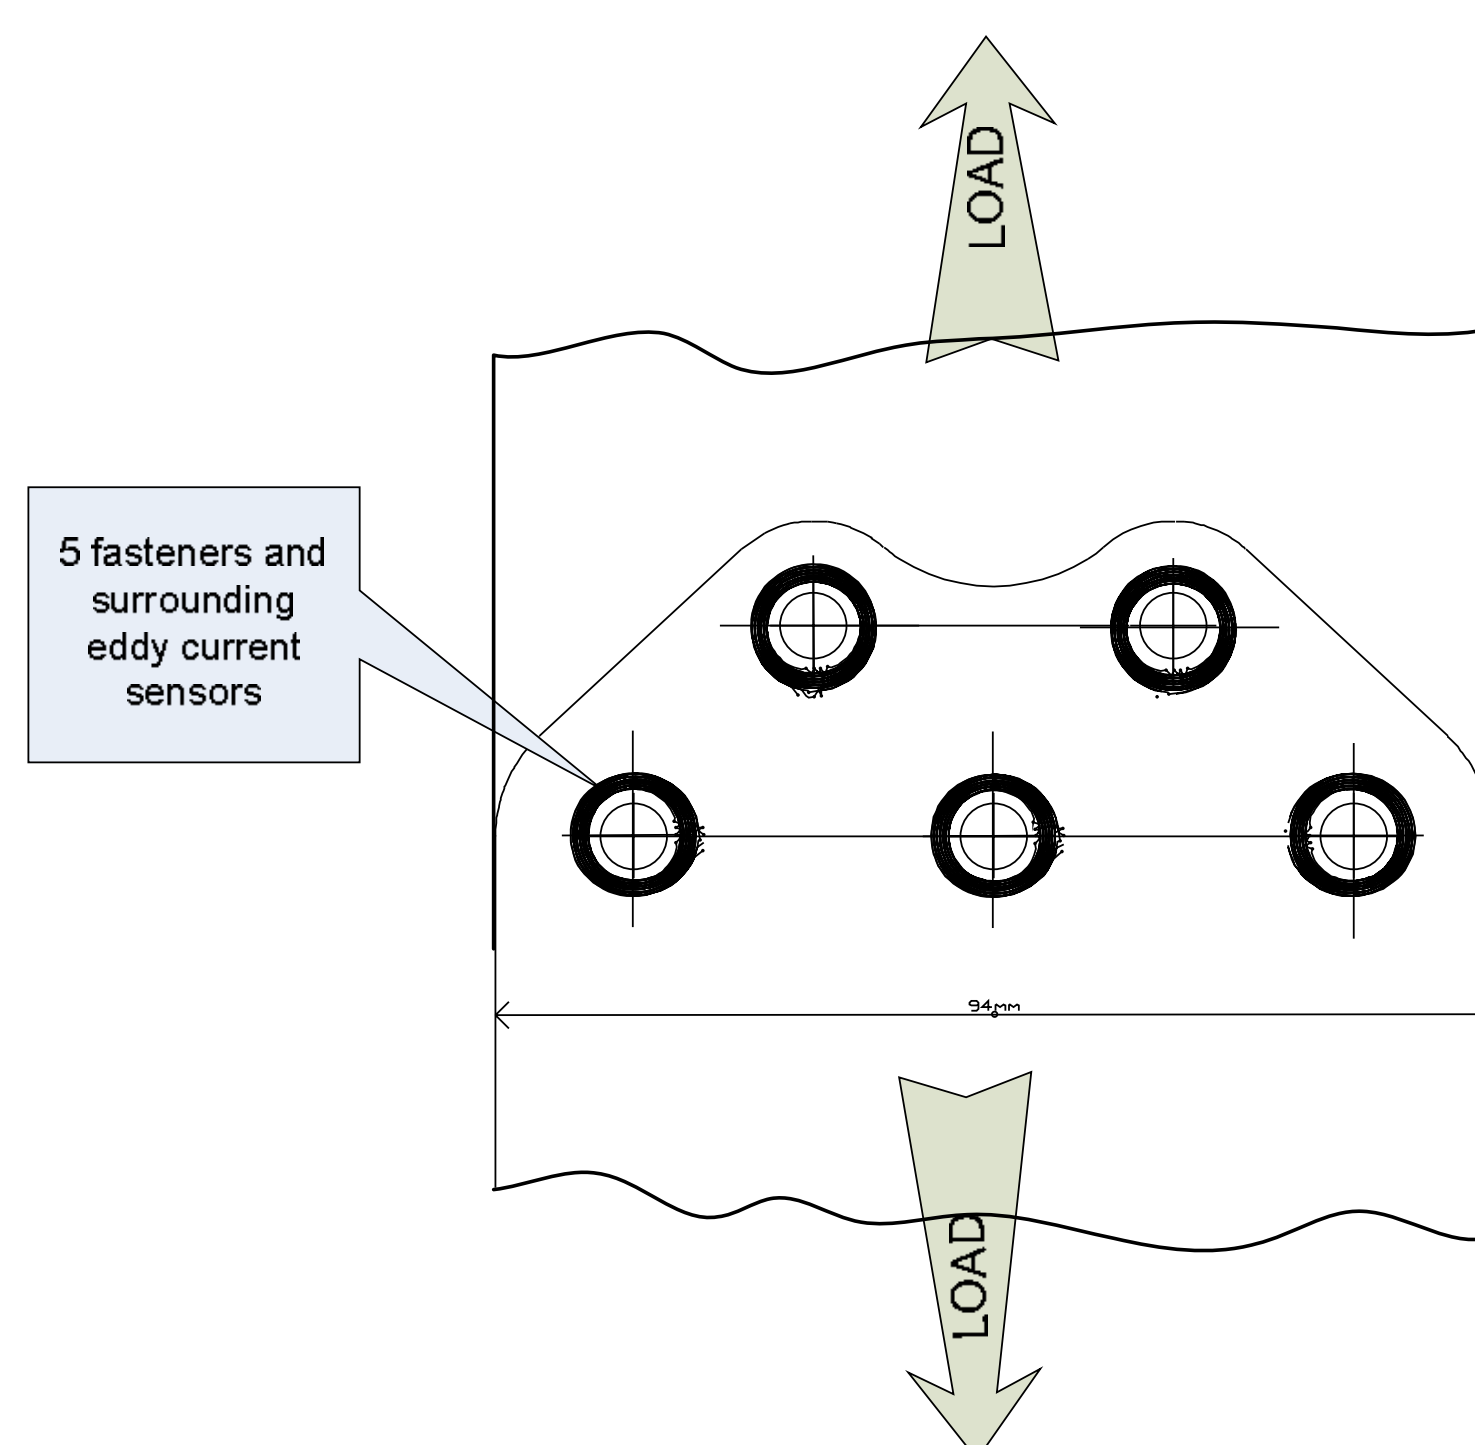 LOAD
5 fasteners and
surrounding
eddy current
sensors
94mm
LOAD